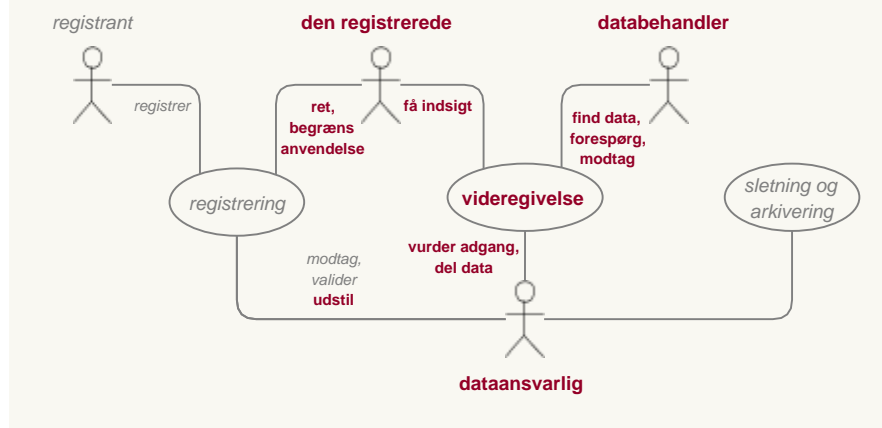 registrant
den registrerede
databehandler
registrer
ret,
begræns
anvendelse
få indsigt
find data,
forespørg,
modtag
registrering
videregivelse
sletning og
arkivering
modtag,
valider
udstil
vurder adgang,
del data
dataansvarlig